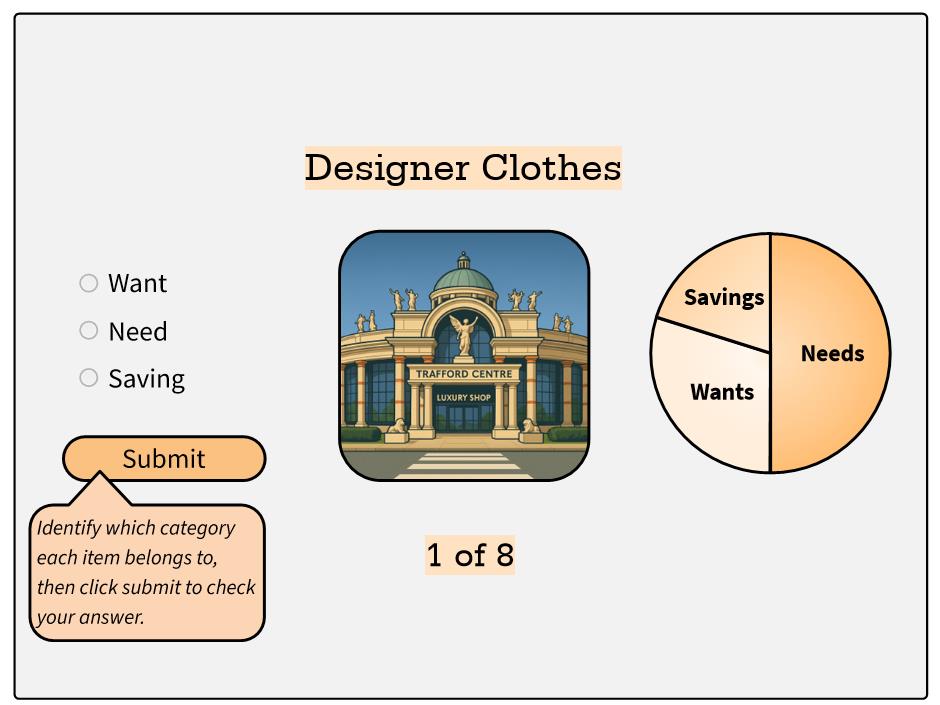 Designer Clothes
Want
Need
Saving
Submit
Identify which category
each item belongs to,
then click submit to check
your answer.
TRAFFORD CENTRE
LUXURY SHOP
1 of 8
Savings
Needs
Wants